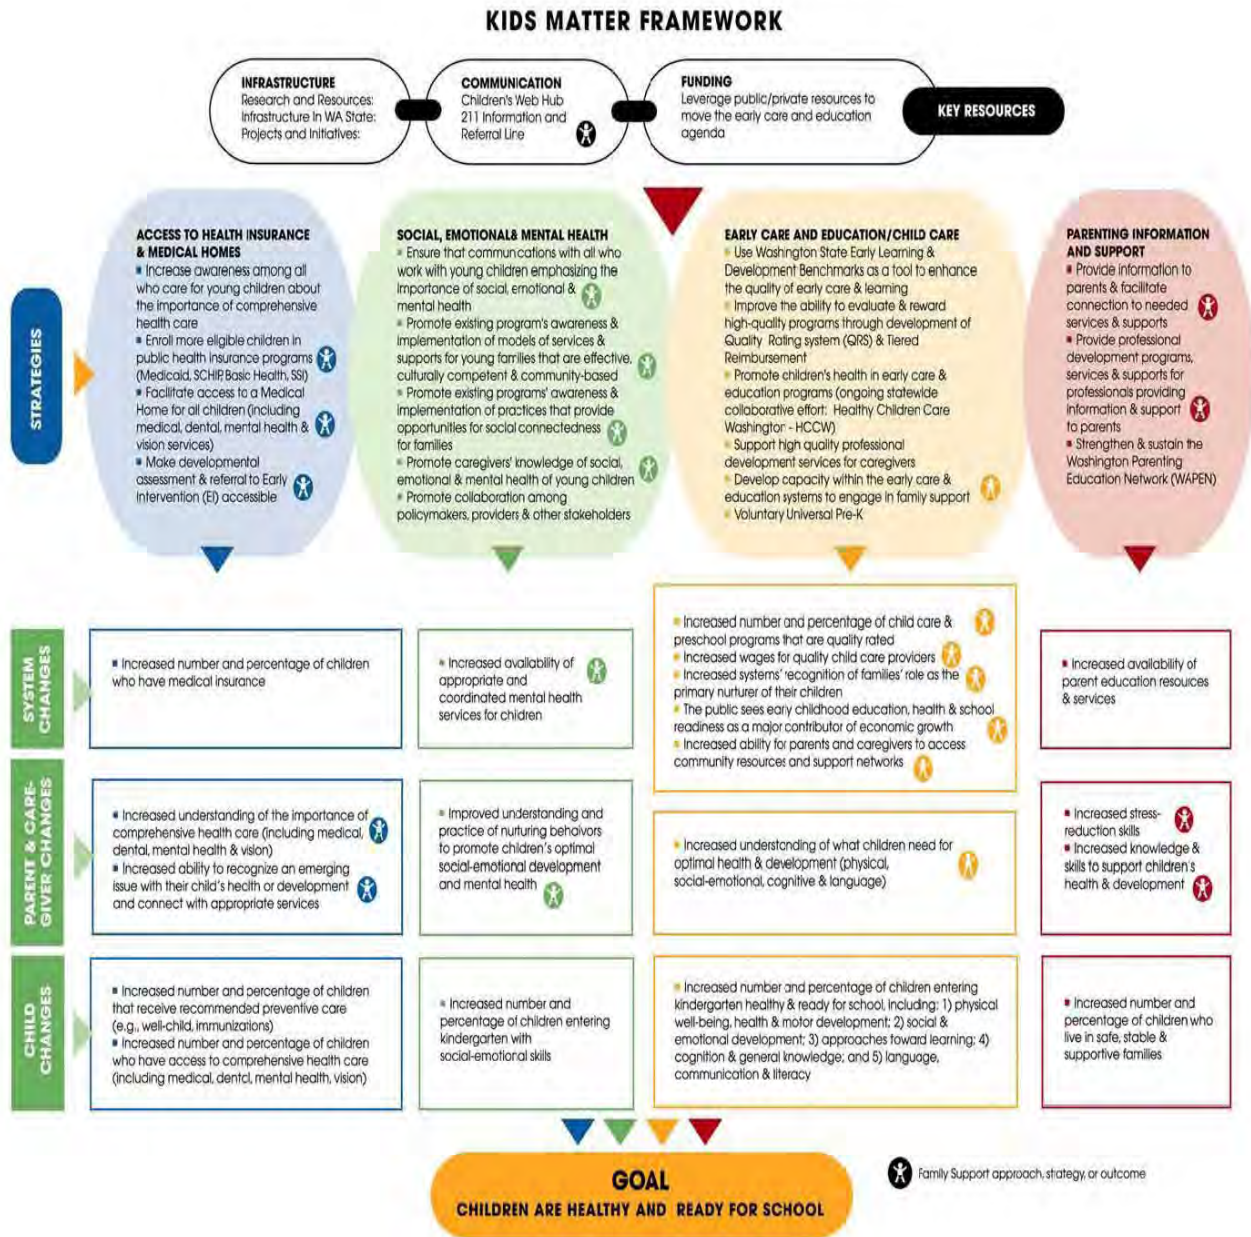 KIDS MATTER FRAMEWORK
INFRASTRUCTURE
Research and Resources:
Infrastructure In WA State:
Projects and Initiatives:
COMMUNICATION
Children's Web Hub
211 Information and
Referral Line
FUNDING
Leverage public/private resources to
move the early care and education
agenda
KEY RESOURCES
STRATEGIES
ACCESS TO HEALTH INSURANCE
& MEDICAL HOMES
▪ Increase awareness among all
who care for young children about
the importance of comprehensive
health care
▪ Enroll more eligible children in
public health insurance programs
(Medicaid, SCHIP, Basic Health, SSI)
▪ Facilitate access to a Medical
Home for all children (including
medical, dental, mental health &
vision services)
▪ Make developmental
assessment & referral to Early
Intervention (EI) accessible
SOCIAL, EMOTIONAL& MENTAL HEALTH
▪ Ensure that communcations with all who
work with young children emphasizing the
importance of social, emotional &
mental health
▪ Promote existing program's awareness &
implementation of models of services &
supports for young families that are effective,
culturally competent & community-based
▪ Promote existing programs' awareness &
implementation of practices that provide
opportunities for social connectedness
for families
▪ Promote caregivers' knowledge of social,
emotional & mental health of young children
▪ Promote collaboration among
policymakers, providers & other stakeholders
EARLY CARE AND EDUCATION/CHILD CARE
▪ Use Washington State Early Learning &
Development Benchmarks as a tool to enhance
the quality of early care & learning
▪ Improve the ability to evaluate & reward
high-quality programs through development of
Quality Rating system (QRS) & Tiered
Reimbursement
▪ Promote children's health in early care &
education programs (ongoing statewide
collaborative effort: Healthy Children Care
Washington - HCCW)
▪ Support high quality professional
development services for caregivers
▪ Develop capacity within the early care &
education systems to engage in family support
▪ Voluntary Universal Pre-K
PARENTING INFORMATION
AND SUPPORT
▪ Provide information to
parents & facilitate
connection to needed
services & supports
▪ Provide professional
development programs,
services & supports for
professionals providing
information & support
to parents
▪ Strengthen & sustain the
Washington Parenting
Education Network (WAPEN)
SYSTEM
CHANGES
▪ Increased number and percentage of children
who have medical insurance
▪ Increased availability of
appropriate and
coordinated mental health
services for children
▪ Increased number and percentage of child care &
preschool programs that are quality rated
▪ Increased wages for quality child care providers
▪ Increased systems' recognition of families' role as the
primary nurturer of their children
▪ The public sees early childhood education, health & school
readiness as a major contributor of economic growth
▪ Increased ability for parents and caregivers to access
community resources and support networks
▪ Increased availability of
parent education resources
& services
PARENT & CARE-
GIVER CHANGES
▪ Increased understanding of the importance of
comprehensive health care (including medical,
dental, mental health & vision)
▪ Increased ability to recognize an emerging
issue with their child's health or development
and connect with appropriate services
▪ Improved understanding and
practice of nurturing behaivors
to promote children's optimal
social-emotional development
and mental health
▪ Increased understanding of what children need for
optimal health & development (physical,
social-emotional, cognitive & language)
▪ Increased stress-
reduction skills
▪ Increased knowledge &
skills to support children's
health & development
CHILD
CHANGES
▪ Increased number and percentage of children
that receive recommended preventive care
(e.g., well-child, immunizations)
▪ Increased number and percentage of children
who have access to comprehensive health care
(including medical, dental, mental health, vision)
▪ Increased number and
percentage of children entering
kindergarten with
social-emotional skills
▪ Increased number and percentage of children entering
kindergarten healthy & ready for school, including: 1) physical
well-being, health & motor development; 2) social &
emotional development; 3) approaches toward learning; 4)
cognition & general knowledge; and 5) language,
communication & literacy
▪ Increased number and
percentage of children who
live in safe, stable &
supportive families
GOAL
CHILDREN ARE HEALTHY AND READY FOR SCHOOL
Family Support approach, strategy, or outcome